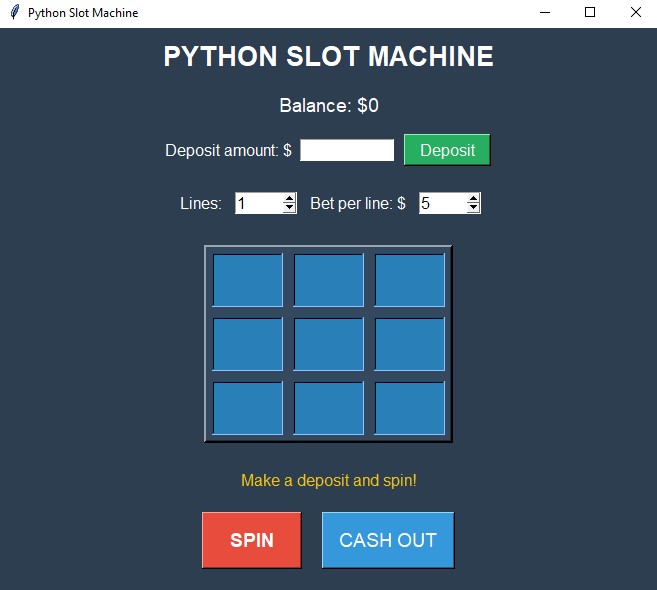 Python Slot Machine
PYTHON SLOT MACHINE
Balance: $0
Deposit amount: $ Deposit
Lines: 1 Bet per line: $ 5
Make a deposit and spin!
SPIN CASH OUT